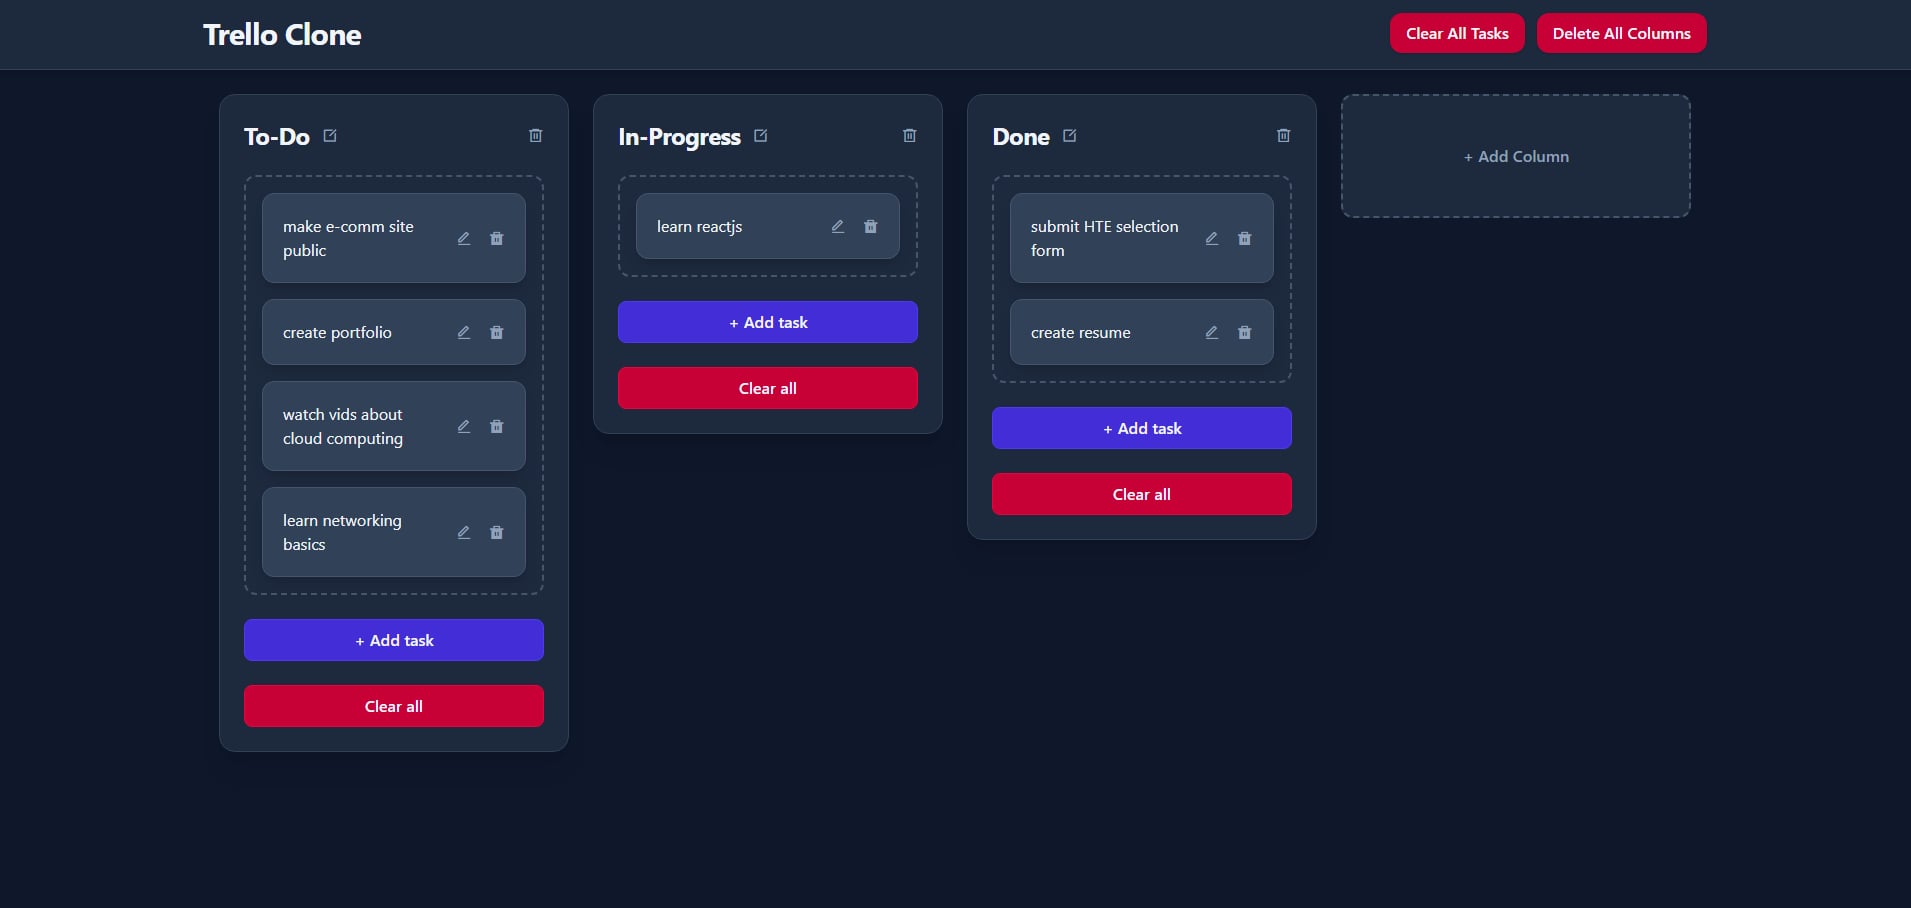 Trello Clone
Clear All Tasks
Delete All Columns
To-Do
make e-comm site
public
create portfolio
watch vids about
cloud computing
learn networking
basics
+ Add task
Clear all
In-Progress
learn reactjs
+ Add task
Clear all
Done
submit HTE selection
form
create resume
+ Add task
Clear all
+ Add Column